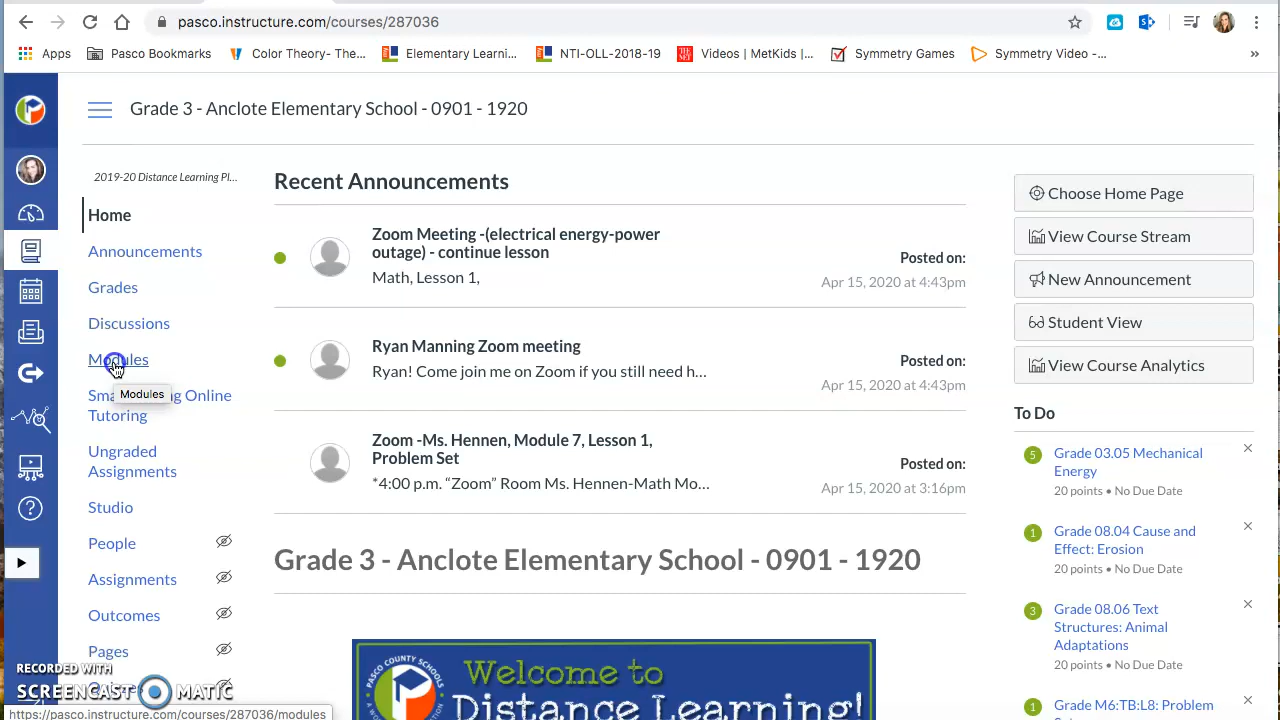 pasco.instructure.com/courses/287036
Apps Pasco Bookmarks Color Theory- The... Elementary Learni... NTI-OLL-2018-19 Videos | MetKids |... Symmetry Games Symmetry Video -... »
Grade 3 - Anclote Elementary School - 0901 - 1920
2019-20 Distance Learning Pl...
Home
Announcements
Grades
Discussions
Modules
Modules
Online
Tutoring
Ungraded
Assignments
Studio
People
Assignments
Outcomes
Pages
Recent Announcements
Zoom Meeting -(electrical energy-power
outage) - continue lesson
Math, Lesson 1,
Posted on:
Apr 15, 2020 at 4:43pm
Ryan Manning Zoom meeting
Ryan! Come join me on Zoom if you still need h...
Posted on:
Apr 15, 2020 at 4:43pm
Zoom -Ms. Hennen, Module 7, Lesson 1,
Problem Set
*4:00 p.m. “Zoom” Room Ms. Hennen-Math Mo...
Posted on:
Apr 15, 2020 at 3:16pm
Grade 3 - Anclote Elementary School - 0901 - 1920
PASCO COUNTY SCHOOLS
Welcome to
Distance Learning!
Choose Home Page
View Course Stream
New Announcement
Student View
View Course Analytics
To Do
5
Grade 03.05 Mechanical
Energy
20 points • No Due Date
1
Grade 08.04 Cause and
Effect: Erosion
20 points • No Due Date
3
Grade 08.06 Text
Structures: Animal
Adaptations
20 points • No Due Date
1
Grade M6:TB:L8: Problem
RECORDED WITH
SCREENCAST MATIC
https://pasco.instructure.com/courses/287036/modules